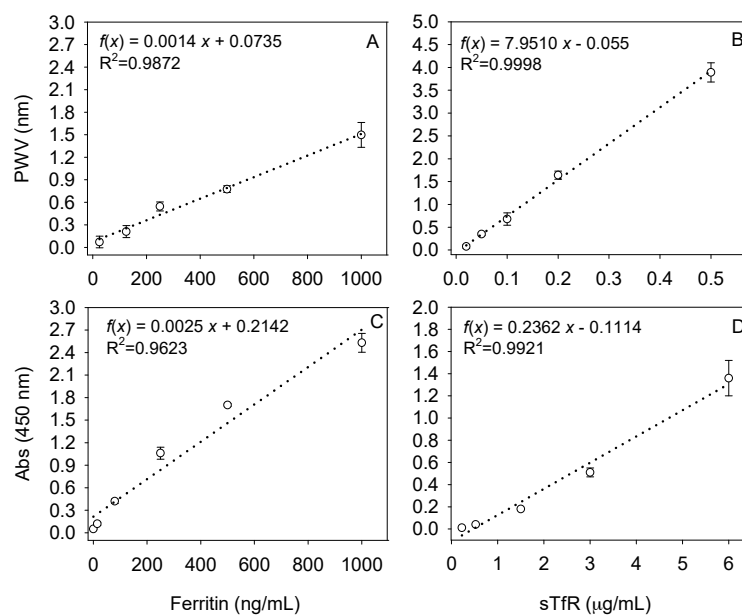 f(x) = 0.0014 x + 0.0735
R²=0.9872
A
3.0
2.7
2.4
2.1
1.8
1.5
1.2
0.9
0.6
0.3
0.0
0 200 400 600 800 1000
PWV (nm)
f(x) = 7.9510 x - 0.055
R²=0.9998
B
5.0
4.5
4.0
3.5
3.0
2.5
2.0
1.5
1.0
0.5
0.0
0.0 0.1 0.2 0.3 0.4 0.5
f(x) = 0.0025 x + 0.2142
R²=0.9623
C
3.0
2.7
2.4
2.1
1.8
1.5
1.2
0.9
0.6
0.3
0.0
0 200 400 600 800 1000
Abs (450 nm)
Ferritin (ng/mL)
f(x) = 0.2362 x - 0.1114
R²=0.9921
D
2.0
1.8
1.6
1.4
1.2
1.0
0.8
0.6
0.4
0.2
0.0
0 1 2 3 4 5 6
sTfR (μg/mL)